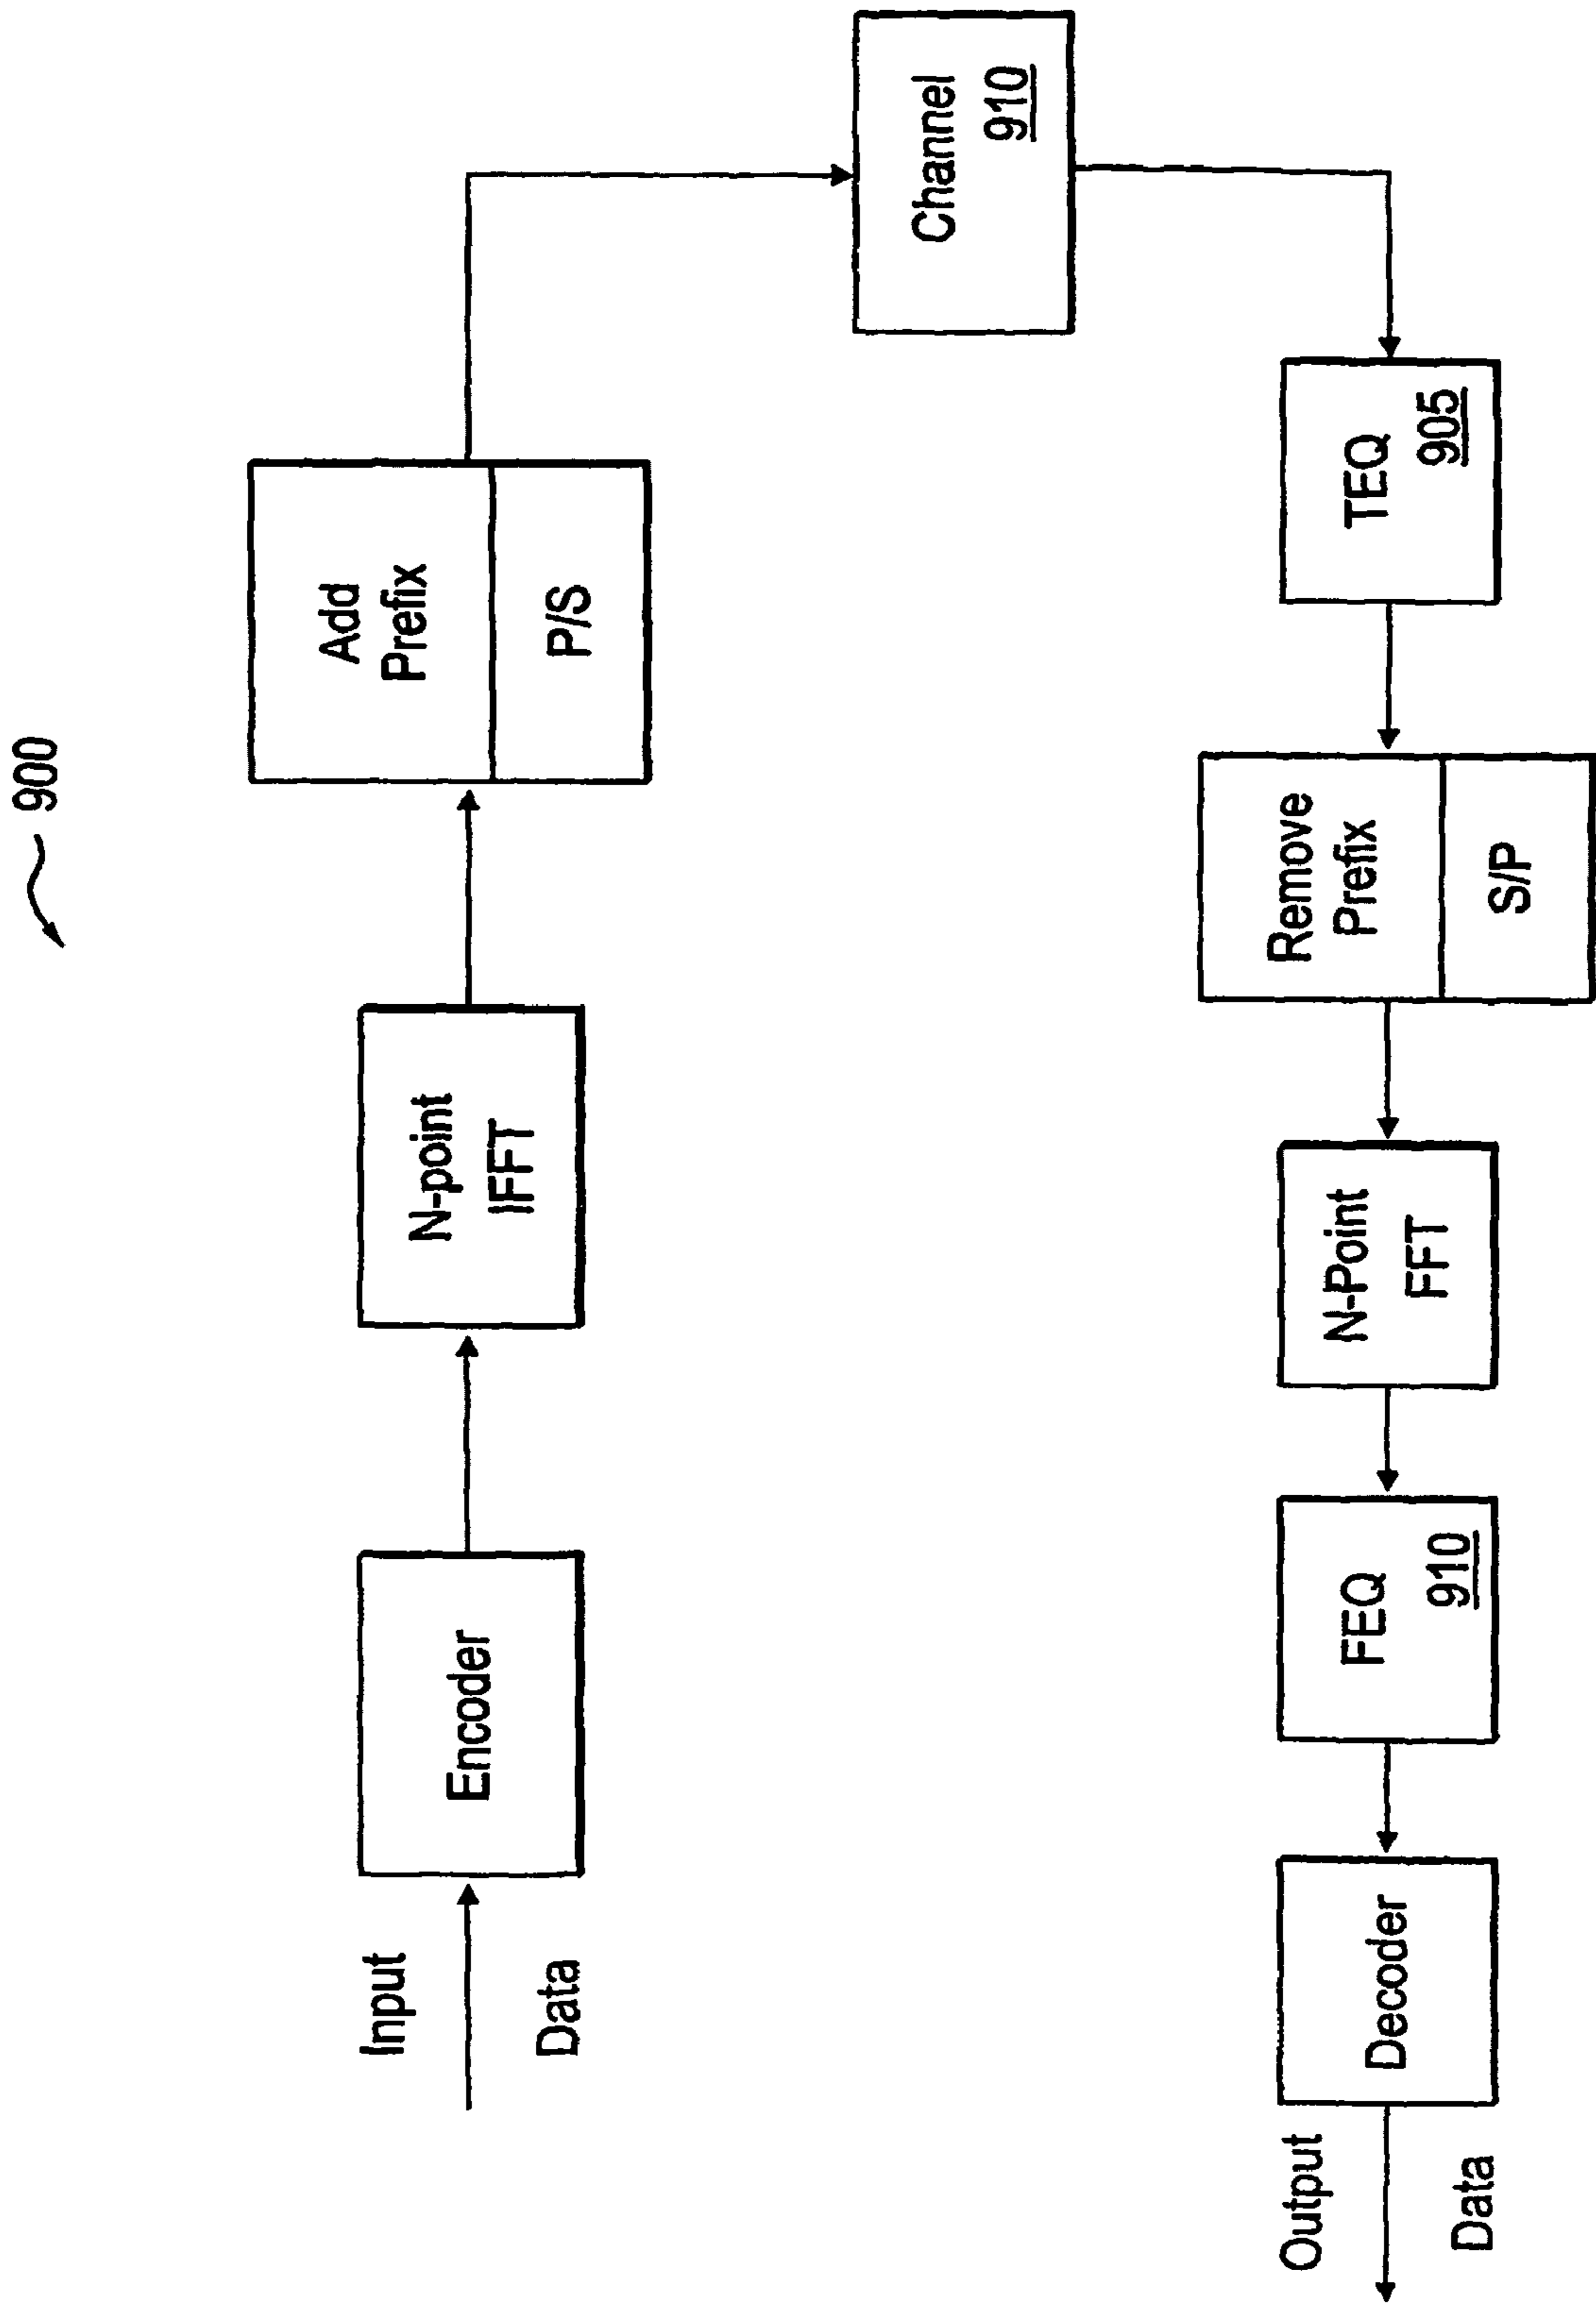 900
Input
Data
Encoder
N-point
IFFT
Add
Prefix
P/S
Channel
910
TEQ
905
Remove
Prefix
S/P
N-Point
FFT
FEQ
910
Decoder
Output
Data